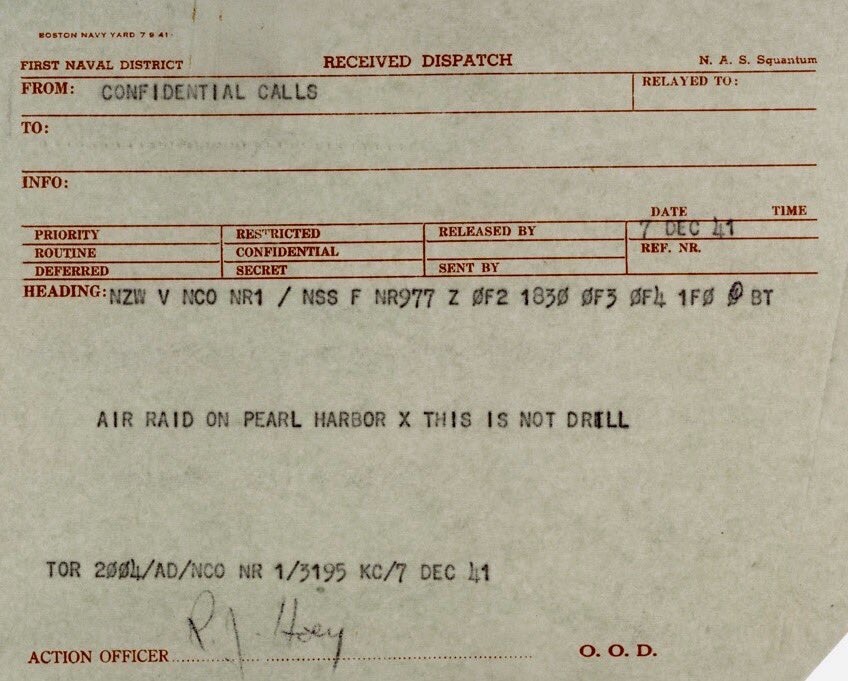 BOSTON NAVY YARD 7 9 41
FIRST NAVAL DISTRICT RECEIVED DISPATCH N. A. S. Squantum
FROM: CONFIDENTIAL CALLS RELAYED TO:
TO:
INFO:
DATE TIME
7 DEC 41
PRIORITY RESTRICTED RELEASED BY
ROUTINE CONFIDENTIAL REF. NR.
DEFERRED SECRET SENT BY
HEADING: NZW V NCO NR1 / NSS F NR977 Z ØF2 183Ø ØF3 ØF4 1FØ Ø BT
AIR RAID ON PEARL HARBOR X THIS IS NOT DRILL
TOR 2ØØ4/AD/NCO NR 1/3195 KC/7 DEC 41
R. J. Hoey
ACTION OFFICER O. O. D.